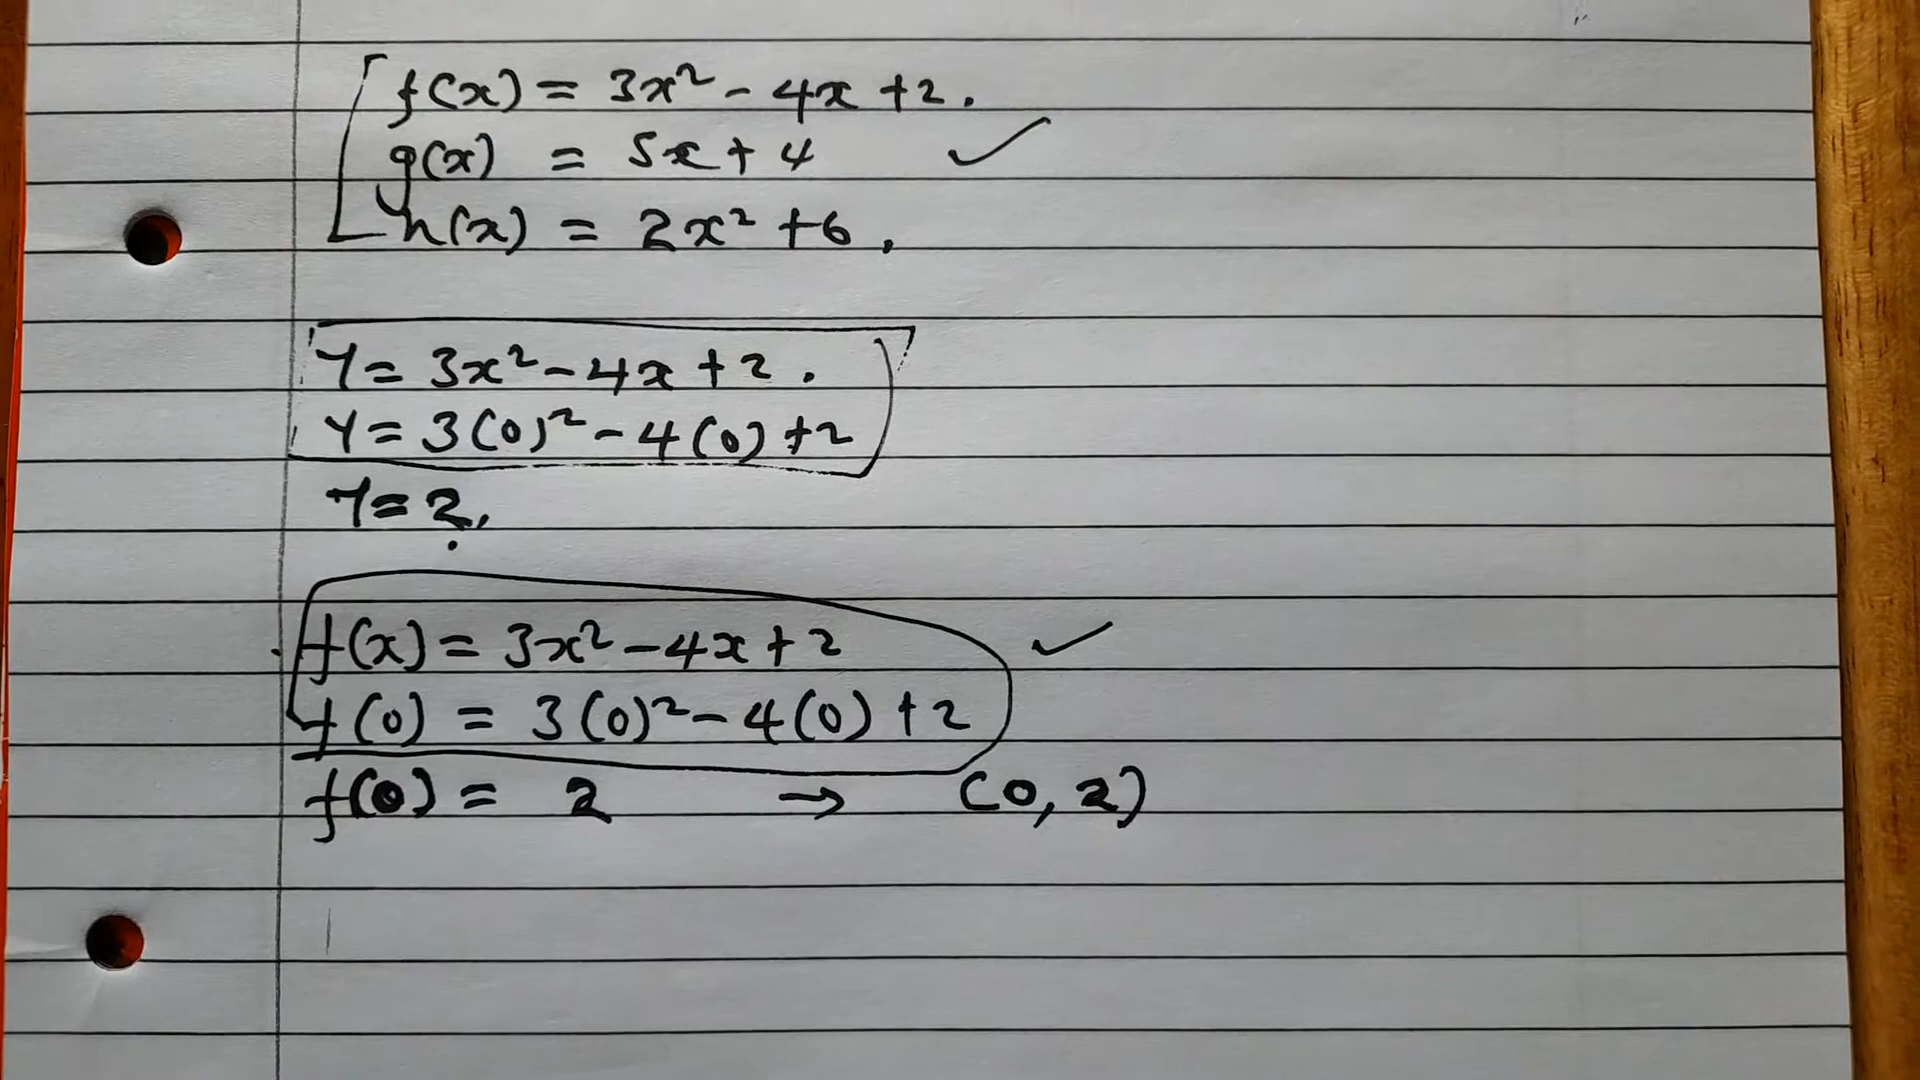 f(x) = 3x² - 4x + 2.
g(x) = 5x + 4 ✓
h(x) = 2x² + 6.
Y = 3x² - 4x + 2.
Y = 3(0)² - 4(0) + 2
Y = 2.
f(x) = 3x² - 4x + 2 ✓
f(0) = 3(0)² - 4(0) + 2
f(0) = 2 → (0, 2)